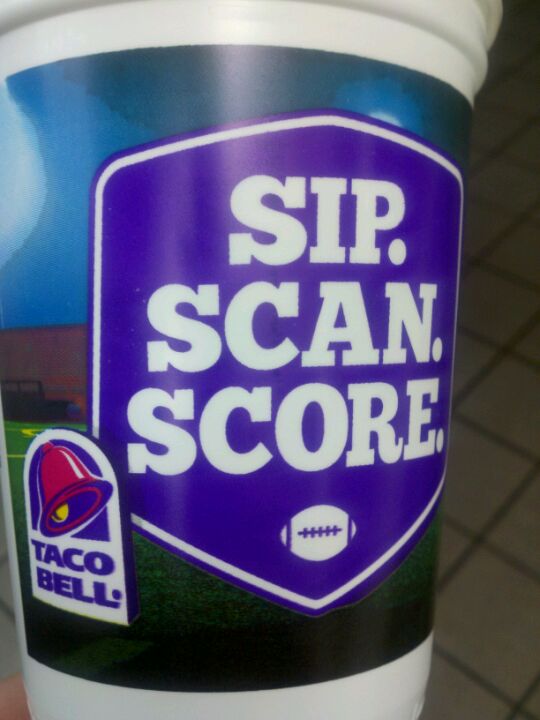 SIP.
SCAN.
SCORE.
TACO
BELL